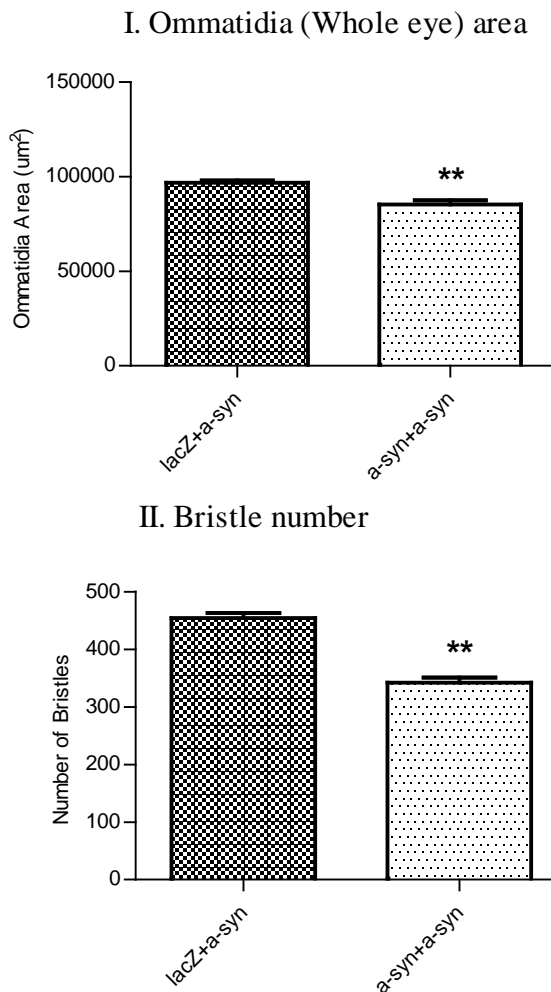 I. Ommatidia (Whole eye) area
150000
100000
50000
0
Ommatidia Area (um²)
**
lacZ+a-syn
a-syn+a-syn
II. Bristle number
500
400
300
200
100
0
Number of Bristles
**
lacZ+a-syn
a-syn+a-syn